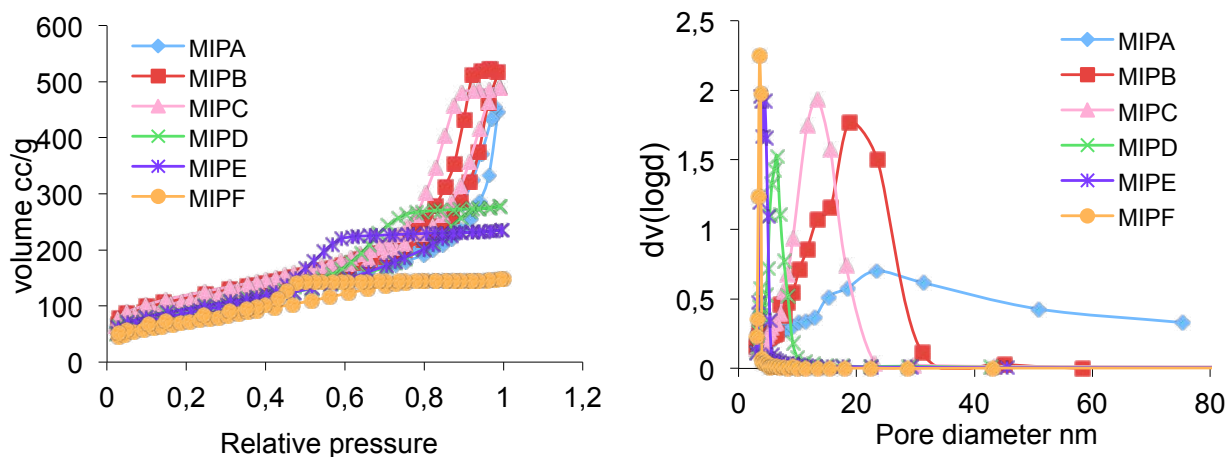 volume cc/g
600
500
400
300
200
100
0
0
0,2
0,4
0,6
0,8
1
1,2
Relative pressure
MIPA
MIPB
MIPC
MIPD
MIPE
MIPF
dv(logd)
2,5
2
1,5
1
0,5
0
0
20
40
60
80
Pore diameter nm
MIPA
MIPB
MIPC
MIPD
MIPE
MIPF